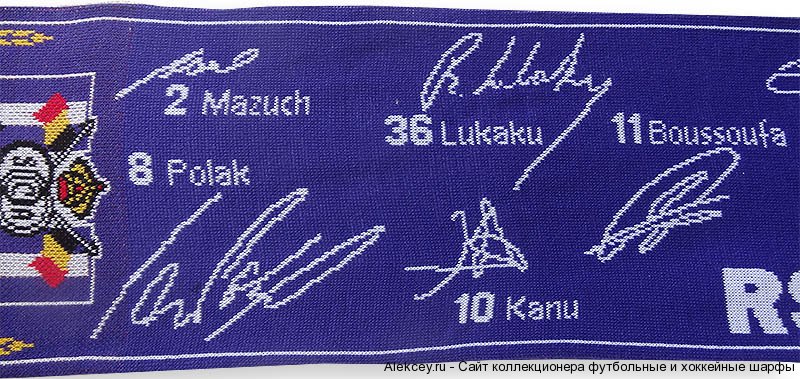 2 Mazuch
36 Lukaku
11 Boussoufa
8 Polak
10 Kanu
RS
Alekcey.ru - Сайт коллекционера футбольные и хоккейные шарфы